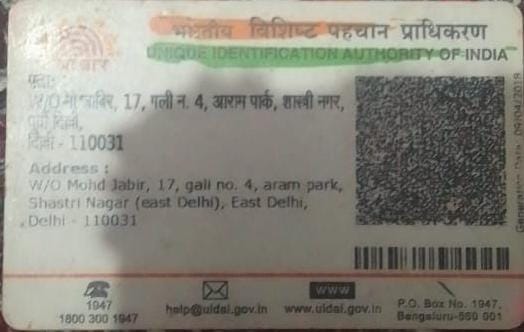 भारतीय विशिष्ट पहचान प्राधिकरण
UNIQUE IDENTIFICATION AUTHORITY OF INDIA
पता:
W/O 17, गली न. 4, आराम पार्क, शास्त्री नगर,
पूर्व दिल्ली,
दिल्ली - 110031
Address :
W/O Mohd Jabir, 17, gali no. 4, aram park,
Shastri Nagar (east Delhi), East Delhi,
Delhi - 110031
1947
1800 300 1947
help@uidai.gov.in
www
www.uidai.gov.in
P.O. Box No. 1947,
Bengaluru-560 001